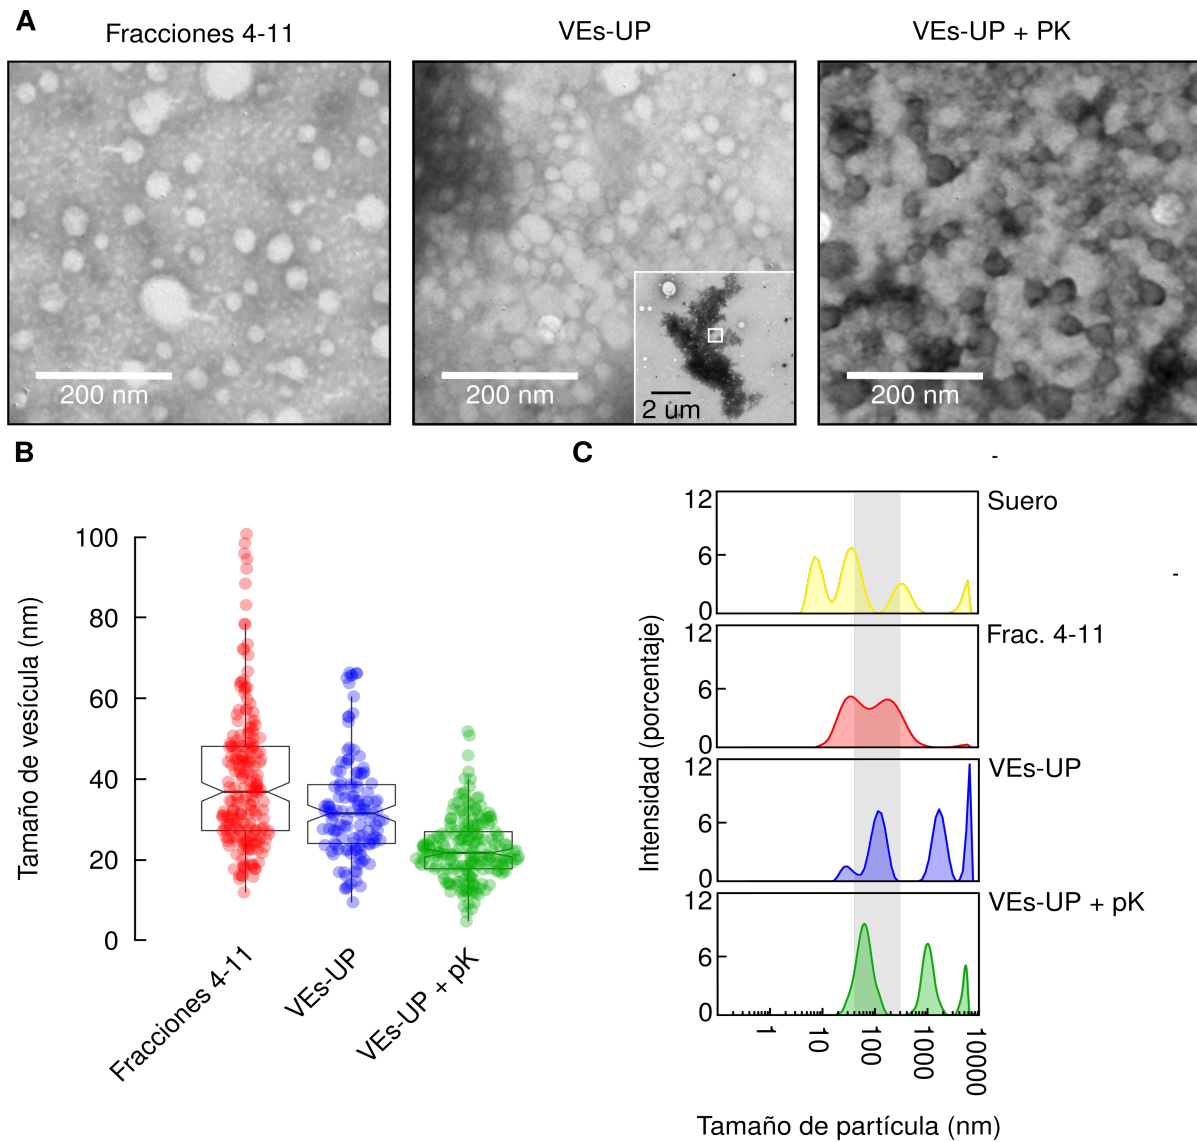 A
Fracciones 4-11
VEs-UP
VEs-UP + PK
200 nm
200 nm
2 um
200 nm
B
Tamaño de vesícula (nm)
100
80
60
40
20
0
Fracciones 4-11
VEs-UP
VEs-UP + pK
C
-
-
Intensidad (porcentaje)
12
6
0
Suero
12
6
0
Frac. 4-11
12
6
0
VEs-UP
12
6
0
VEs-UP + pK
1
10
100
1000
10000
Tamaño de partícula (nm)